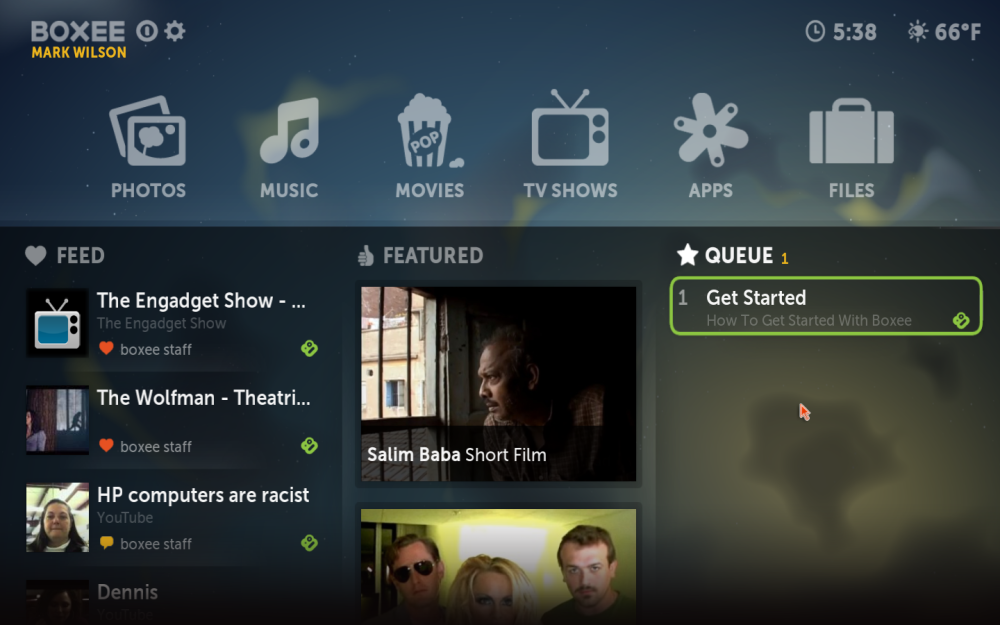 BOXEE
MARK WILSON
5:38
66°F
POP
PHOTOS
MUSIC
MOVIES
TV SHOWS
APPS
FILES
FEED
The Engadget Show - ...
The Engadget Show
boxee staff
The Wolfman - Theatri...
boxee staff
HP computers are racist
YouTube
boxee staff
Dennis
YouTube
FEATURED
Salim Baba Short Film
QUEUE 1
1 Get Started
How To Get Started With Boxee